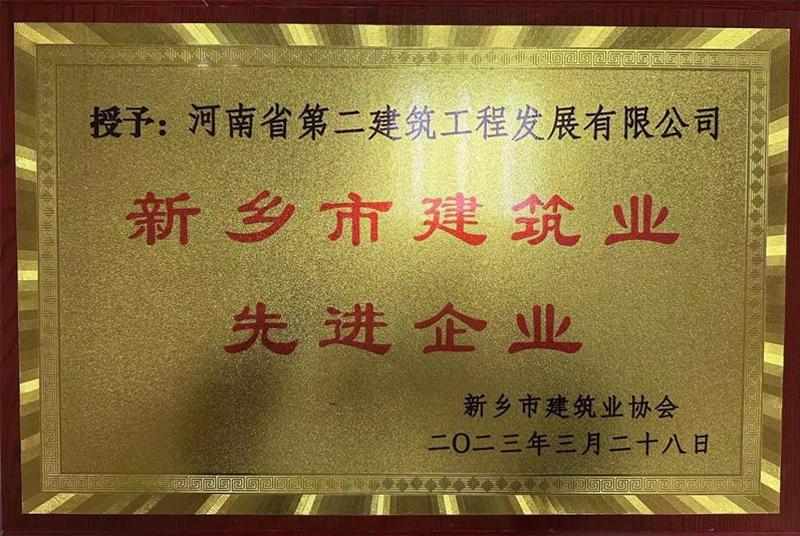 授予：河南省第二建筑工程发展有限公司
新乡市建筑业
先进企业
新乡市建筑业协会
二〇二三年三月二十八日